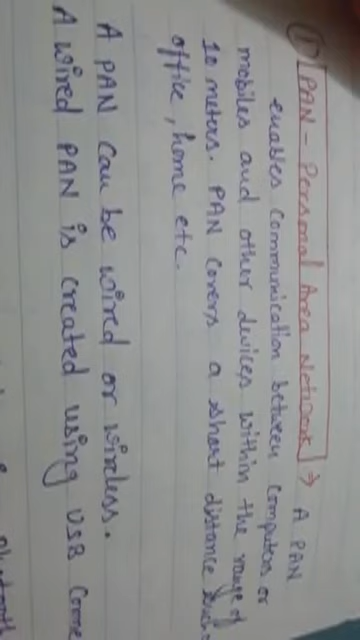 ① PAN - Personal Area Network → A PAN
enables communication between computers or
mobiles and other devices within the range of
10 meters. PAN covers a short distance such
office, home etc.
A PAN can be wired or wireless.
A wired PAN is created using USB